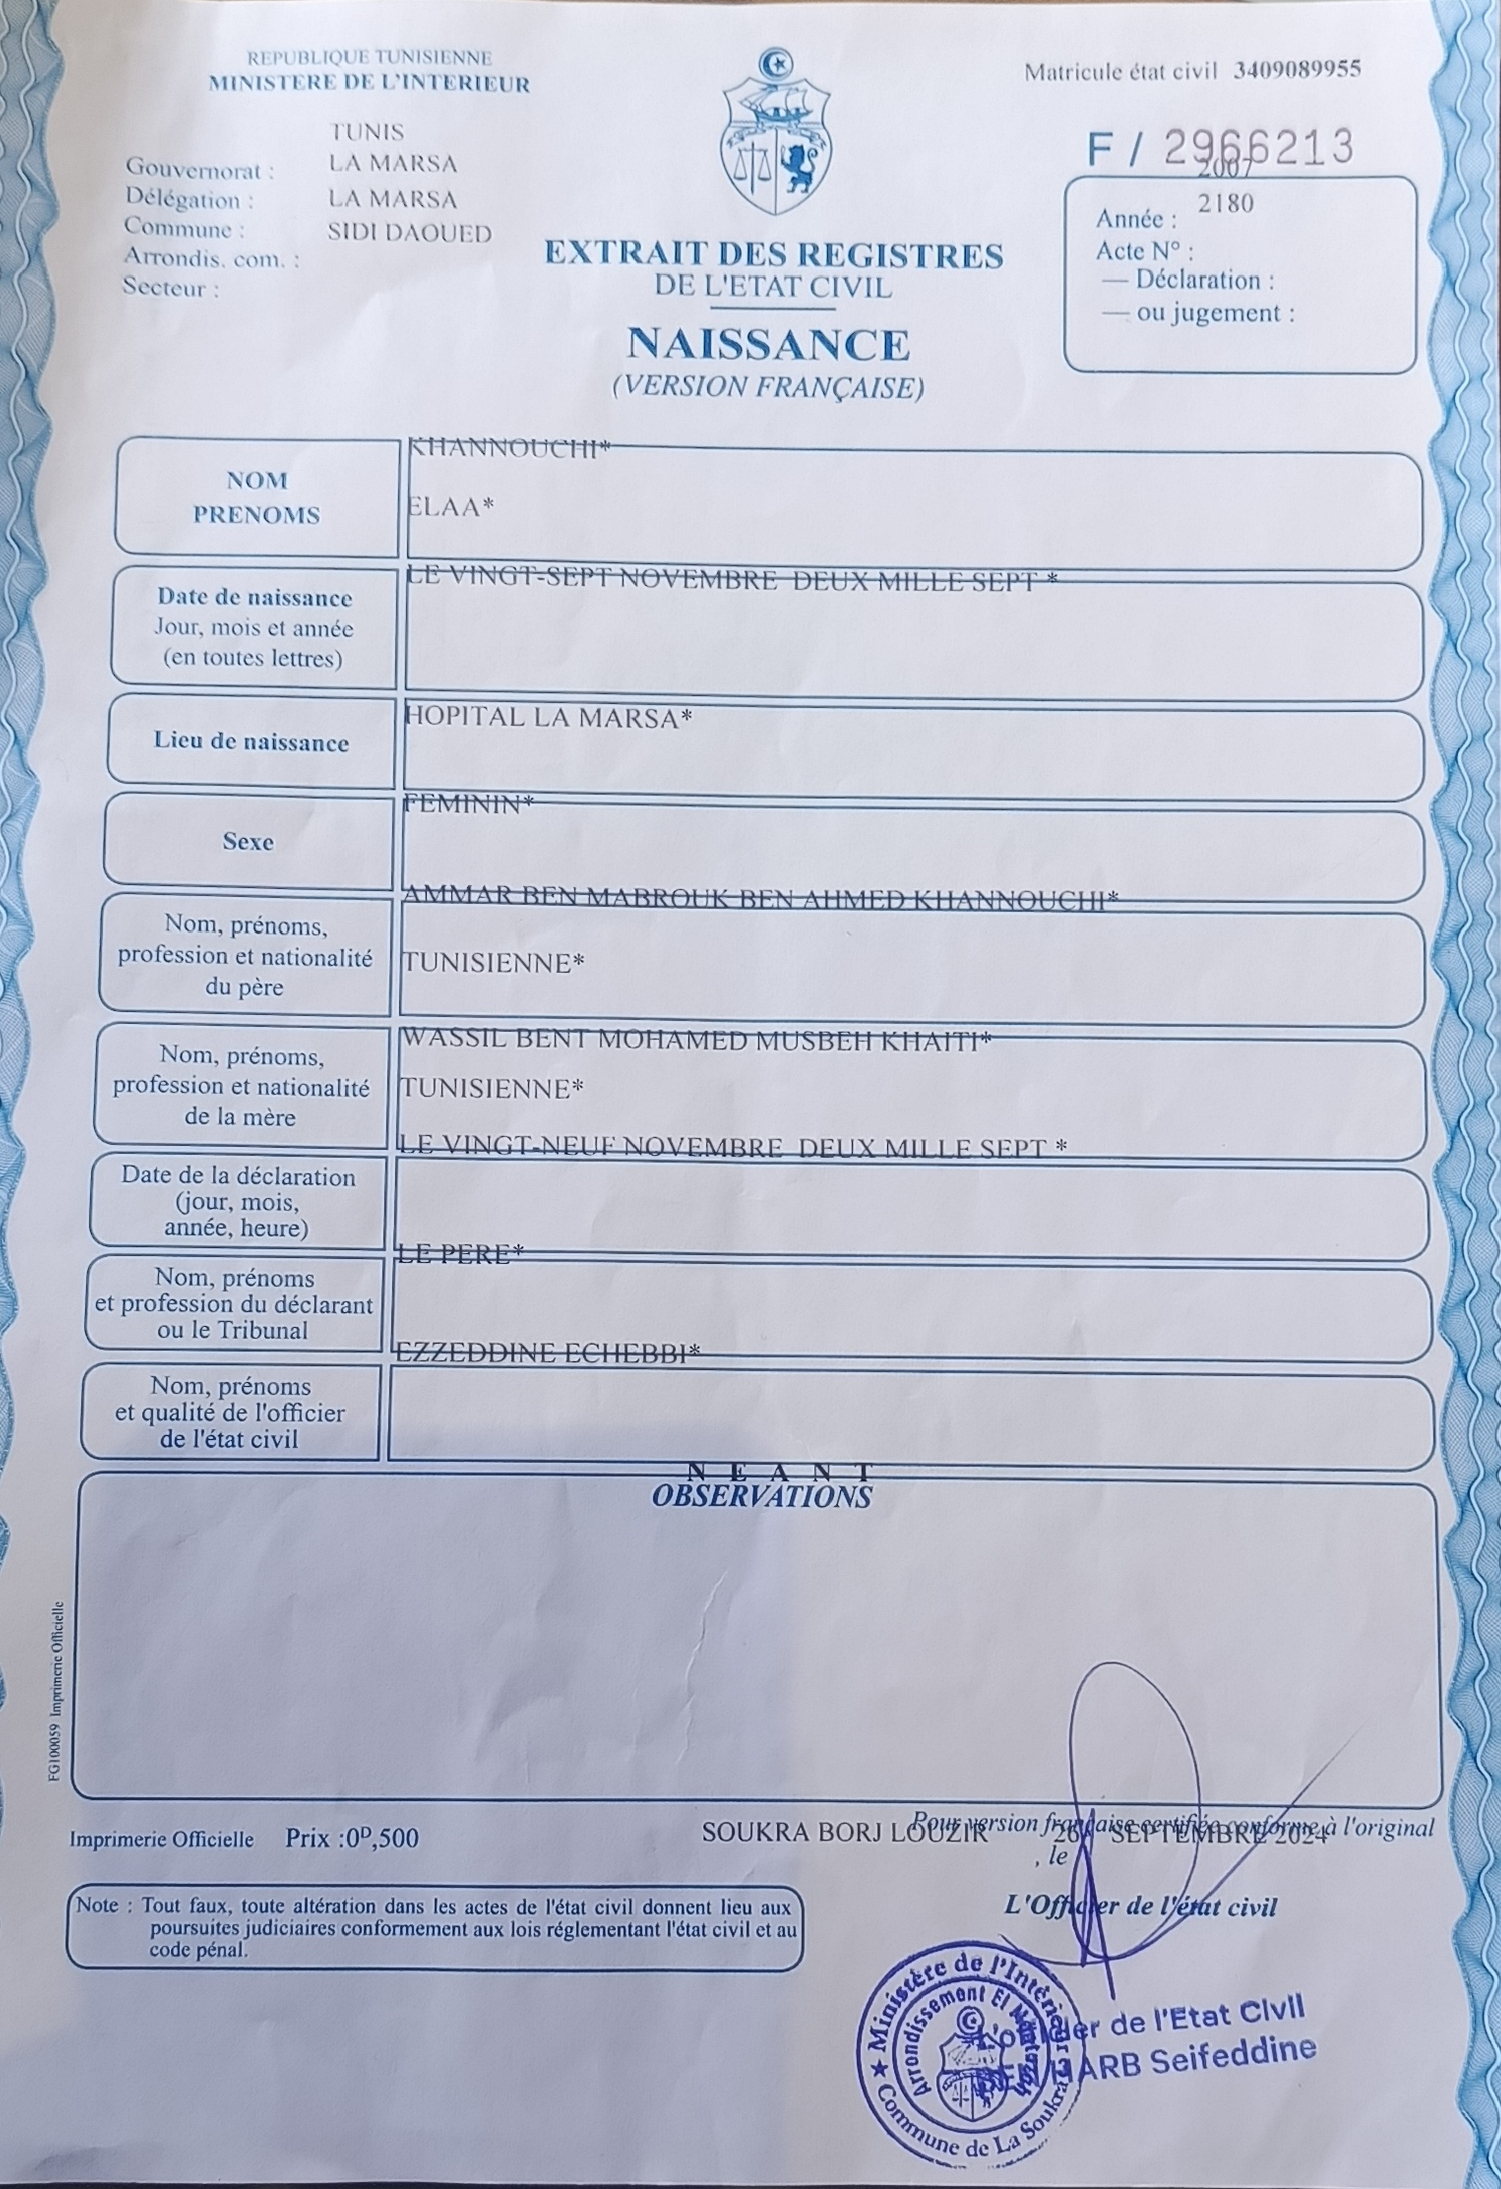 REPUBLIQUE TUNISIENNE
MINISTERE DE L'INTERIEUR
Matricule état civil 3409089955
F / 2966213
TUNIS
Gouvernorat : LA MARSA
Délégation : LA MARSA
Commune : SIDI DAOUED
Arrondis. com. :
Secteur :
2007
Année : 2180
Acte N° :
— Déclaration :
— ou jugement :
EXTRAIT DES REGISTRES
DE L'ETAT CIVIL
NAISSANCE
(VERSION FRANÇAISE)
NOM
PRENOMS
KHANNOUCHI*
ELAA*
Date de naissance
Jour, mois et année
(en toutes lettres)
LE VINGT-SEPT NOVEMBRE DEUX MILLE SEPT *
Lieu de naissance
HOPITAL LA MARSA*
Sexe
FEMININ*
Nom, prénoms,
profession et nationalité
du père
AMMAR BEN MABROUK BEN AHMED KHANNOUCHI*
TUNISIENNE*
Nom, prénoms,
profession et nationalité
de la mère
WASSIL BENT MOHAMED MUSBEH KHAITI*
TUNISIENNE*
Date de la déclaration
(jour, mois,
année, heure)
LE VINGT-NEUF NOVEMBRE DEUX MILLE SEPT *
Nom, prénoms
et profession du déclarant
ou le Tribunal
LE PERE*
Nom, prénoms
et qualité de l'officier
de l'état civil
EZZEDDINE ECHEBBI*
N E A N T
OBSERVATIONS
FG100059 Imprimerie Officielle
Imprimerie Officielle Prix :0D,500
Pour version française certifiée conforme à l'original
SOUKRA BORJ LOUZIR 26 SEPTEMBRE 2024
, le
L'Officier de l'état civil
Note : Tout faux, toute altération dans les actes de l'état civil donnent lieu aux
poursuites judiciaires conformement aux lois réglementant l'état civil et au
code pénal.
Ministère de l'Intérieur
Arrondissement El
Commune de La Soukra
L'officier de l'Etat Civil
BEN HARB Seifeddine